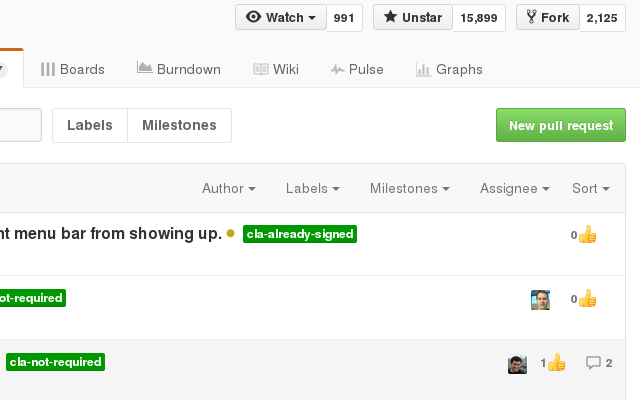 Watch 991 Unstar 15,899 Fork 2,125
Boards Burndown Wiki Pulse Graphs
Labels Milestones New pull request
Author Labels Milestones Assignee Sort
menu bar from showing up. cla-already-signed 0
not-required 0
cla-not-required 1 2